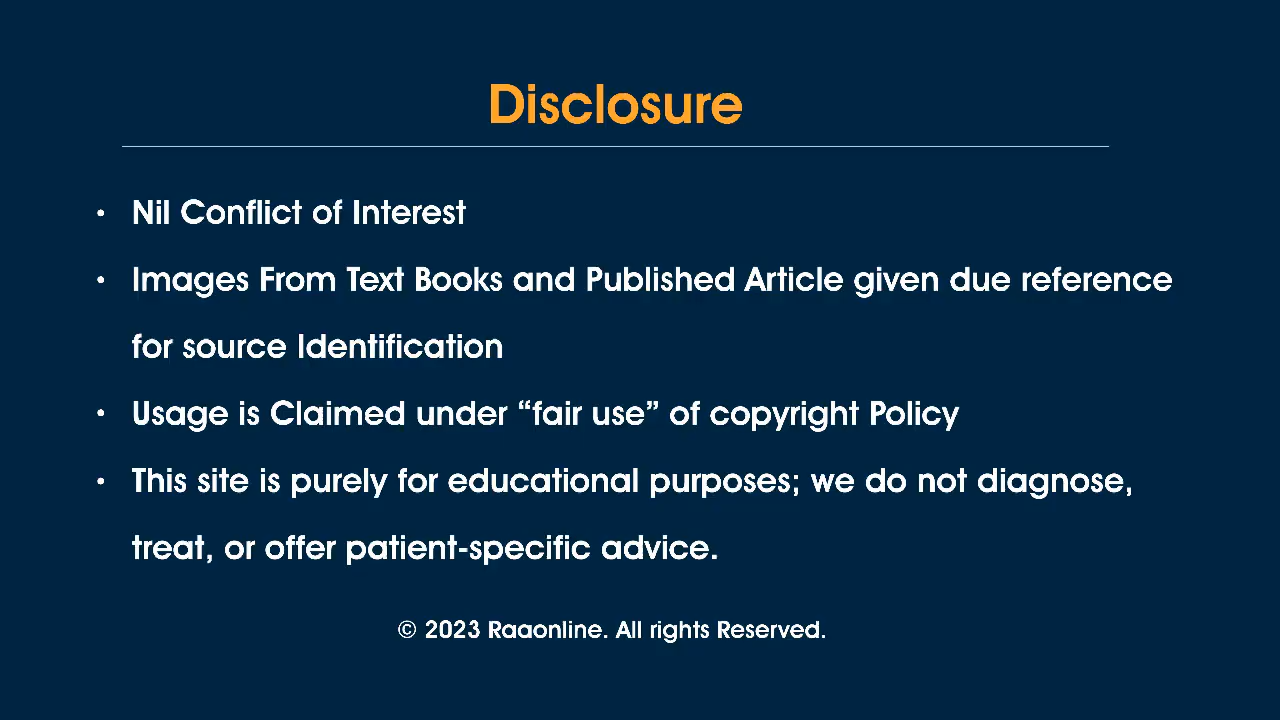 Disclosure
• Nil Conflict of Interest
• Images From Text Books and Published Article given due reference
for source Identification
• Usage is Claimed under “fair use” of copyright Policy
• This site is purely for educational purposes; we do not diagnose,
treat, or offer patient-specific advice.
© 2023 Raaonline. All rights Reserved.